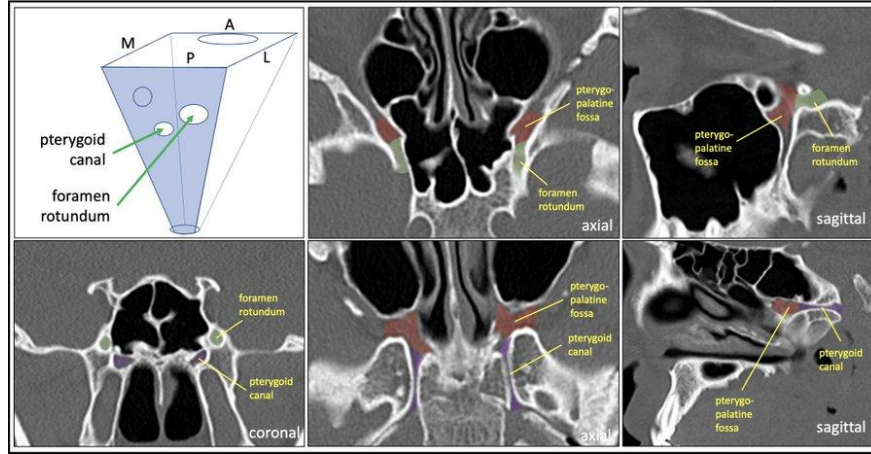 A
M
P
L
pterygoid
canal
foramen
rotundum
pterygo-
palatine
fossa
foramen
rotundum
axial
pterygo-
palatine
fossa
foramen
rotundum
sagittal
foramen
rotundum
pterygoid
canal
coronal
pterygo-
palatine
fossa
pterygoid
canal
axial
pterygoid
canal
pterygo-
palatine
fossa
sagittal